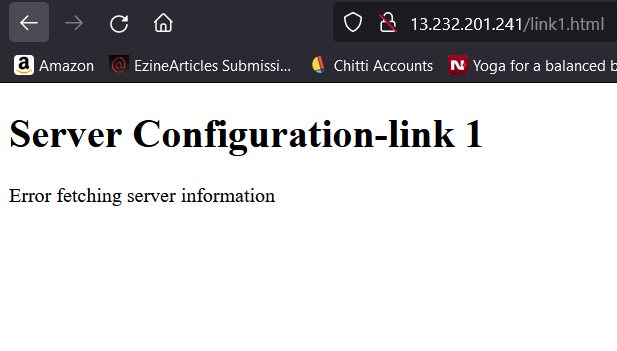 13.232.201.241/link1.html
Amazon EzineArticles Submissi... Chitti Accounts Yoga for a balanced b
Server Configuration-link 1
Error fetching server information